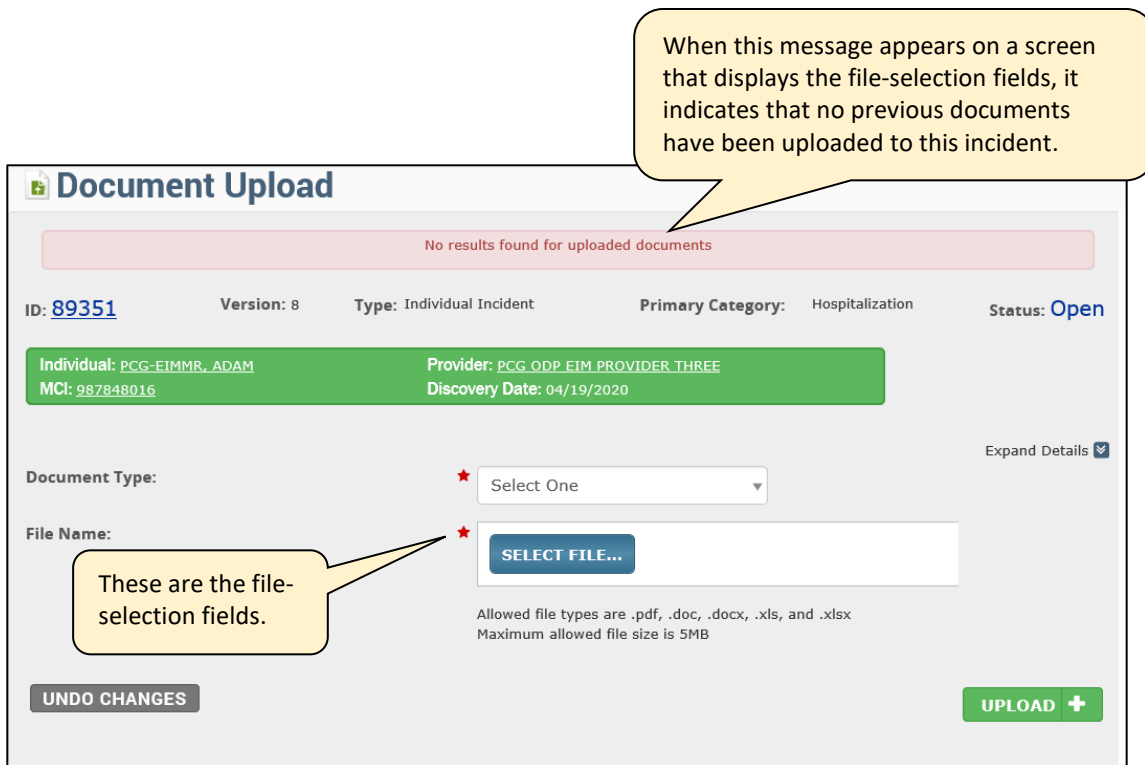 When this message appears on a screen
that displays the file-selection fields, it
indicates that no previous documents
have been uploaded to this incident.
Document Upload
No results found for uploaded documents
ID: 89351 Version: 8 Type: Individual Incident Primary Category: Hospitalization Status: Open
Individual: PCG-EIMMR, ADAM Provider: PCG ODP EIM PROVIDER THREE
MCI: 987848016 Discovery Date: 04/19/2020
Expand Details
Document Type: Select One
File Name: SELECT FILE...
These are the file-
selection fields.
Allowed file types are .pdf, .doc, .docx, .xls, and .xlsx
Maximum allowed file size is 5MB
UNDO CHANGES UPLOAD